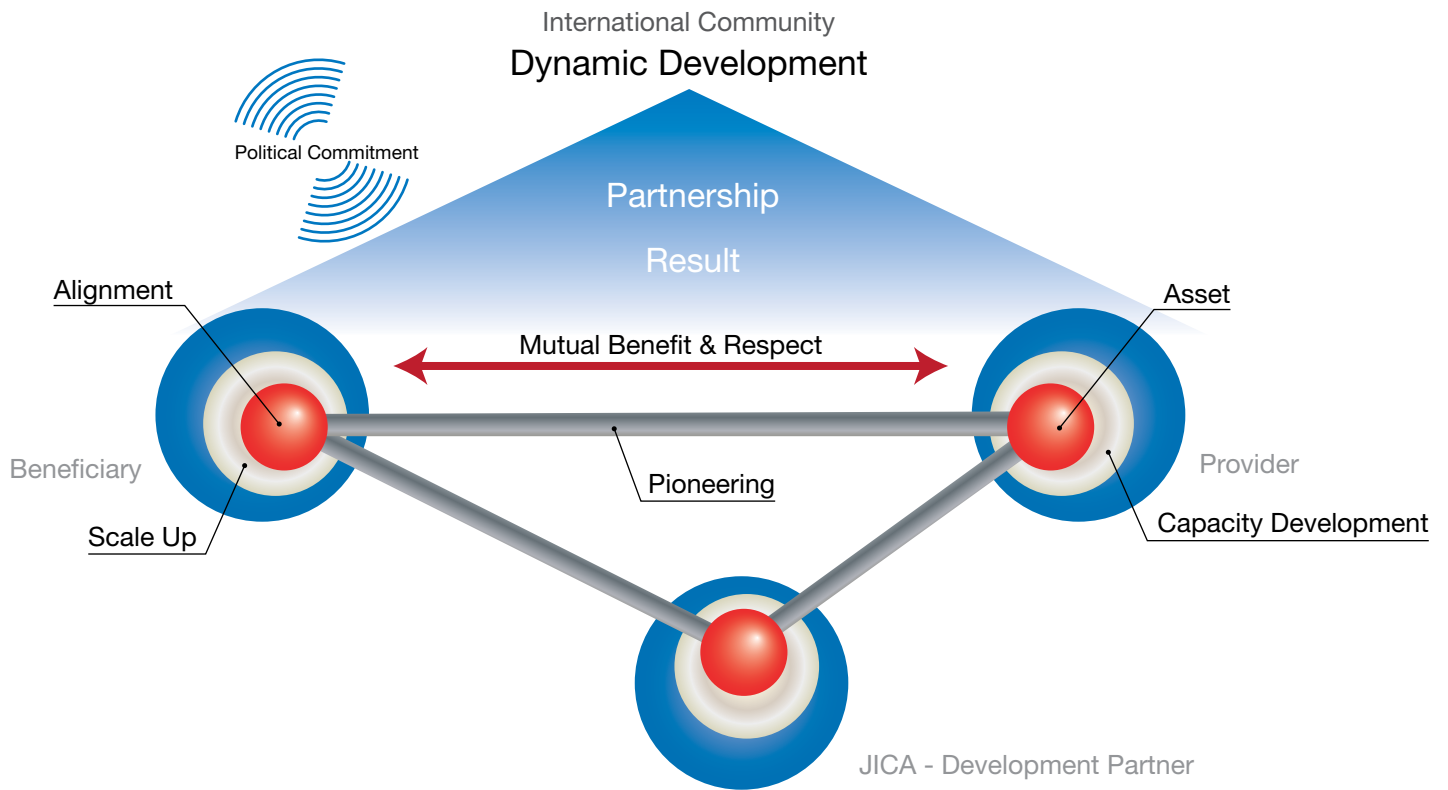 International Community
Dynamic Development
Political Commitment
Partnership
Result
Alignment
Asset
Mutual Benefit & Respect
Beneficiary
Provider
Pioneering
Scale Up
Capacity Development
JICA - Development Partner